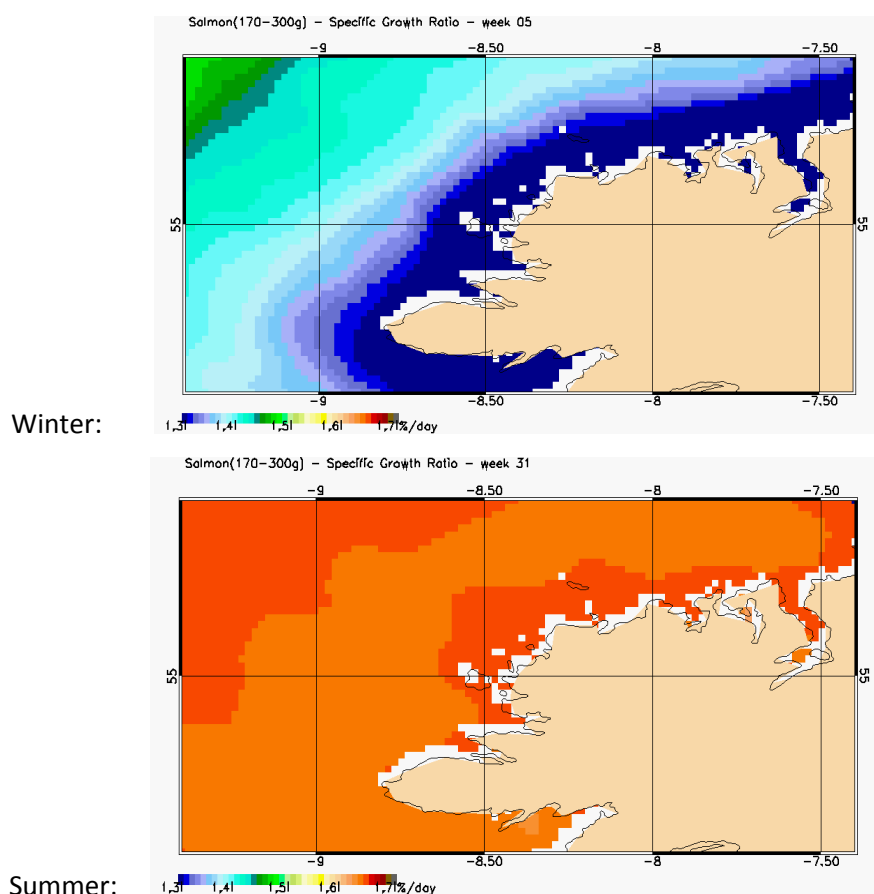 Salmon(170-300g) - Specific Growth Ratio - week 05
-9 -8.50 -8 -7.50
55 55
-9 -8.50 -8 -7.50
Winter:
1,31 1,41 1,51 1,61 1,71%/day
Salmon(170-300g) - Specific Growth Ratio - week 31
-9 -8.50 -8 -7.50
55 55
-9 -8.50 -8 -7.50
Summer:
1,31 1,41 1,51 1,61 1,71%/day